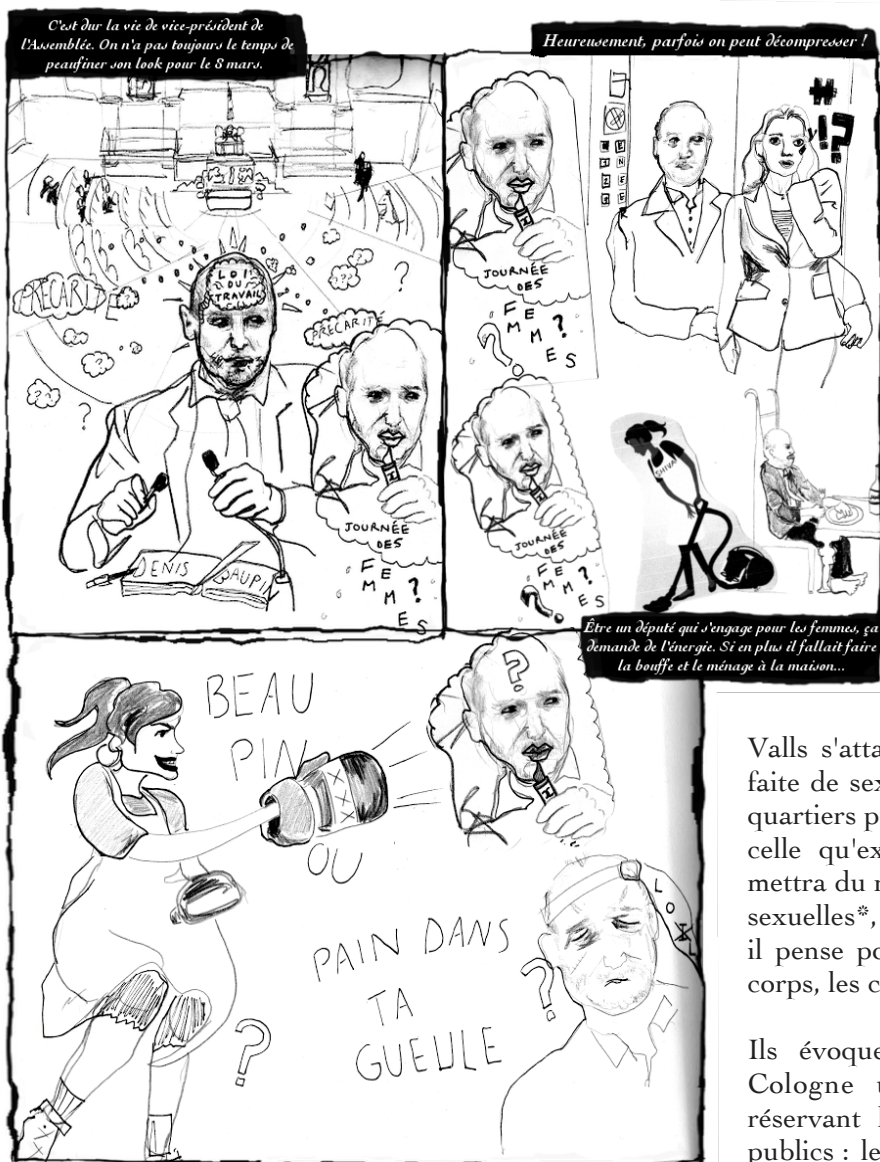 C'est dur la vie de vice-président de
l'Assemblée. On n'a pas toujours le temps de
peaufiner son look pour le 8 mars.
LOI
DU
TRAVAIL
PRÉCARITÉ
PRÉCARITÉ
??
?
JOURNÉE
DES
FEMMES
?
DENIS BAUPIN
Heureusement, parfois on peut décompresser !
JOURNÉE
DES
FEMMES
?
?
#
!?
JOURNÉE
DES
FEMMES
?
?
SHIVA
Être un député qui s'engage pour les femmes, ça
demande de l'énergie. Si en plus il fallait faire
la bouffe et le ménage à la maison...
BEAU
PIN
OU
PAIN DANS
TA
GUEULE
?
?
?
Valls s'atta
faite de sex
quartiers p
celle qu'ex
mettra du
sexuelles*,
il pense po
corps, les c
Ils évoque
Cologne
réservant
publics : le